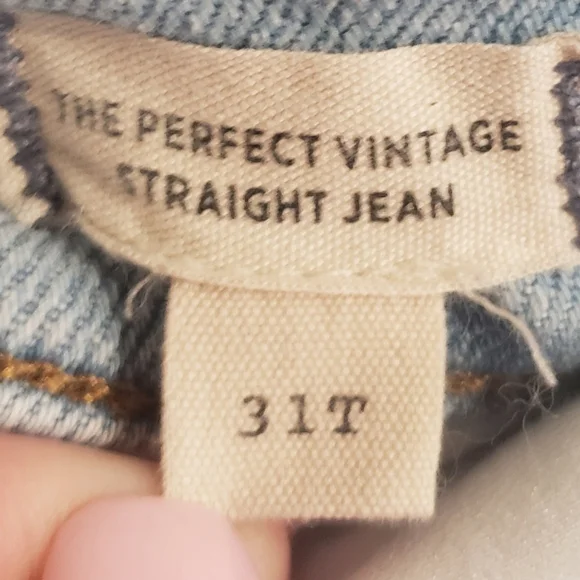 THE PERFECT VINTAGE
STRAIGHT JEAN
31T